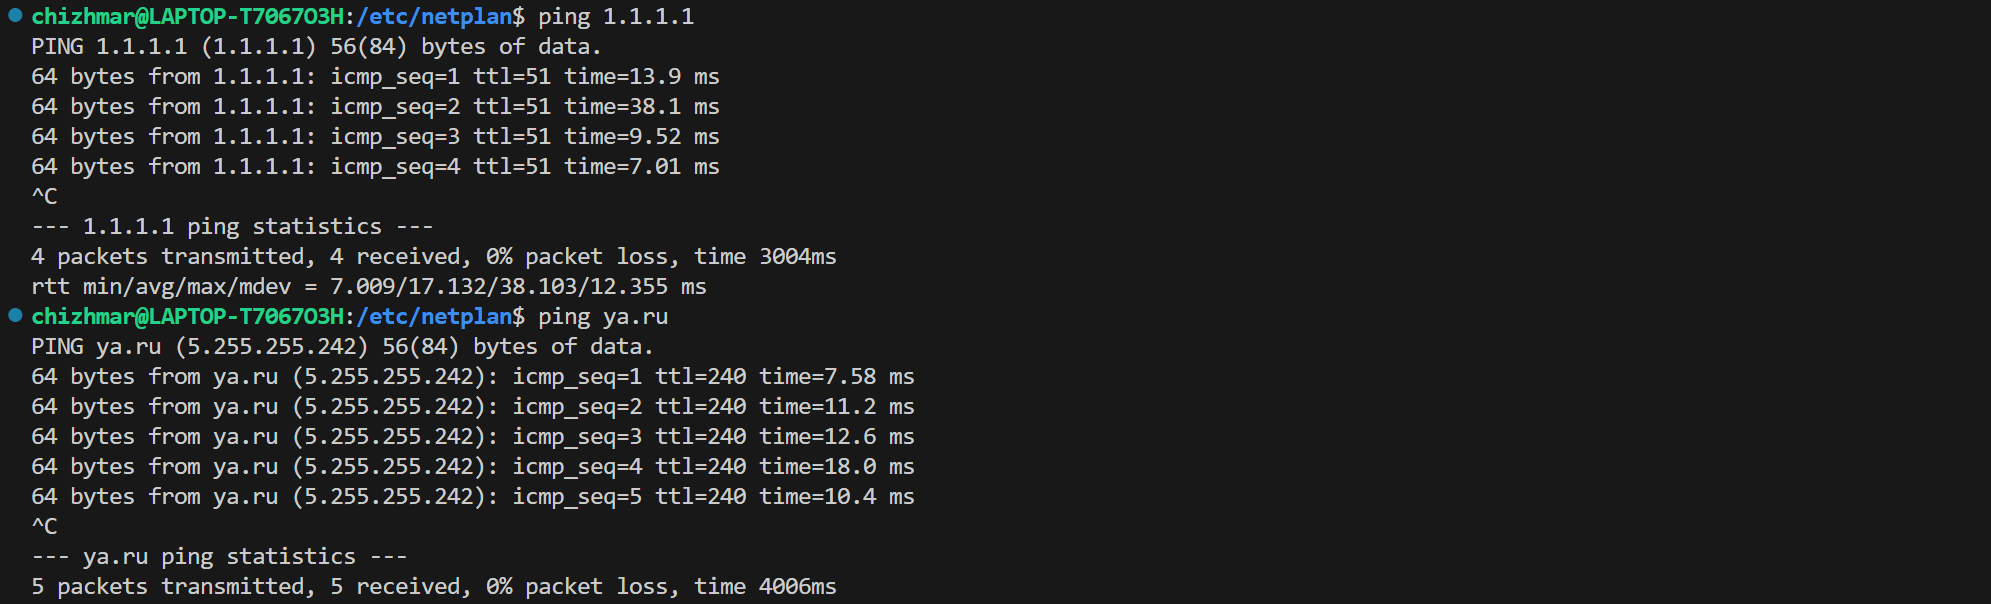 chizhmar@LAPTOP-T7067O3H:/etc/netplan$ ping 1.1.1.1
PING 1.1.1.1 (1.1.1.1) 56(84) bytes of data.
64 bytes from 1.1.1.1: icmp_seq=1 ttl=51 time=13.9 ms
64 bytes from 1.1.1.1: icmp_seq=2 ttl=51 time=38.1 ms
64 bytes from 1.1.1.1: icmp_seq=3 ttl=51 time=9.52 ms
64 bytes from 1.1.1.1: icmp_seq=4 ttl=51 time=7.01 ms
^C
--- 1.1.1.1 ping statistics ---
4 packets transmitted, 4 received, 0% packet loss, time 3004ms
rtt min/avg/max/mdev = 7.009/17.132/38.103/12.355 ms
chizhmar@LAPTOP-T7067O3H:/etc/netplan$ ping ya.ru
PING ya.ru (5.255.255.242) 56(84) bytes of data.
64 bytes from ya.ru (5.255.255.242): icmp_seq=1 ttl=240 time=7.58 ms
64 bytes from ya.ru (5.255.255.242): icmp_seq=2 ttl=240 time=11.2 ms
64 bytes from ya.ru (5.255.255.242): icmp_seq=3 ttl=240 time=12.6 ms
64 bytes from ya.ru (5.255.255.242): icmp_seq=4 ttl=240 time=18.0 ms
64 bytes from ya.ru (5.255.255.242): icmp_seq=5 ttl=240 time=10.4 ms
^C
--- ya.ru ping statistics ---
5 packets transmitted, 5 received, 0% packet loss, time 4006ms